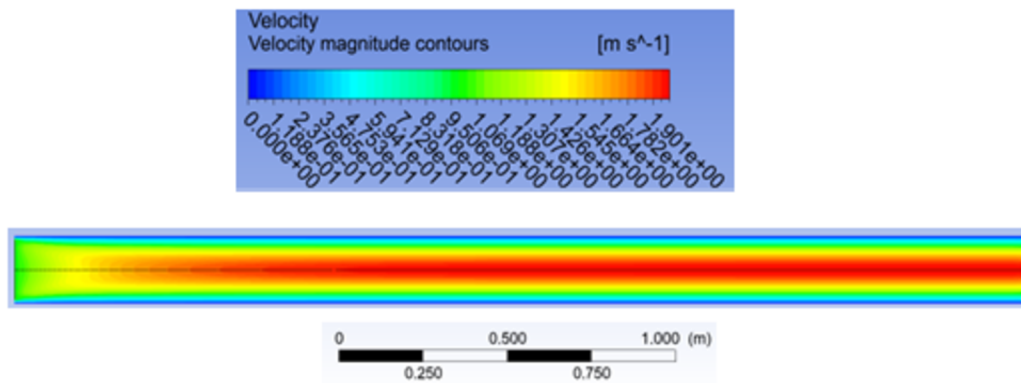 Velocity
Velocity magnitude contours [m s^-1]
0.000e+00
1.188e-01
2.376e-01
3.565e-01
4.753e-01
5.941e-01
7.129e-01
8.318e-01
9.506e-01
1.069e+00
1.188e+00
1.307e+00
1.426e+00
1.545e+00
1.664e+00
1.782e+00
1.901e+00
0 0.500 1.000 (m)
0.250 0.750